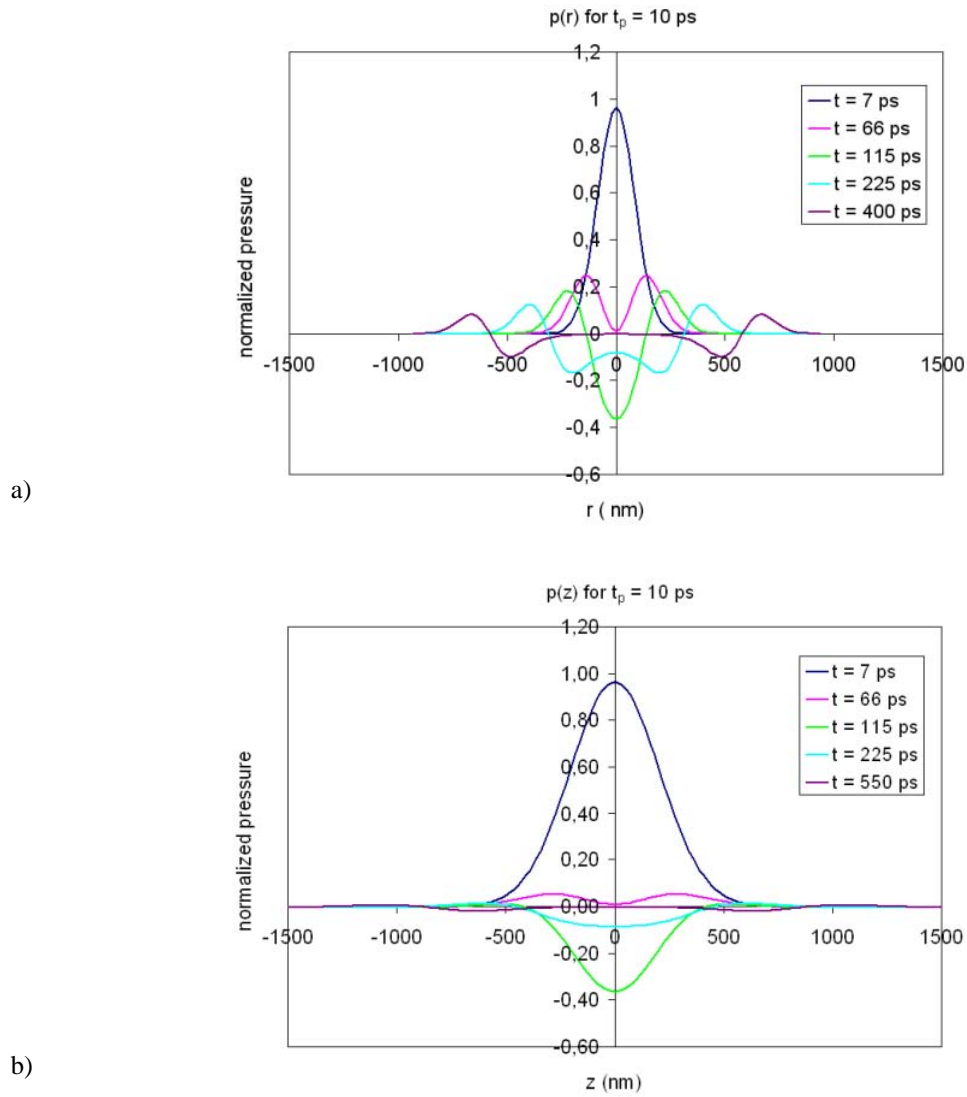 p(r) for tp = 10 ps
1,2
1
0,8
0,6
0,4
0,2
0
-0,2
-0,4
-0,6
-1500 -1000 -500 0 500 1000 1500
normalized pressure
r ( nm)
t = 7 ps
t = 66 ps
t = 115 ps
t = 225 ps
t = 400 ps
a)
p(z) for tp = 10 ps
1,20
1,00
0,80
0,60
0,40
0,20
0,00
-0,20
-0,40
-0,60
-1500 -1000 -500 0 500 1000 1500
normalized pressure
z (nm)
t = 7 ps
t = 66 ps
t = 115 ps
t = 225 ps
t = 550 ps
b)